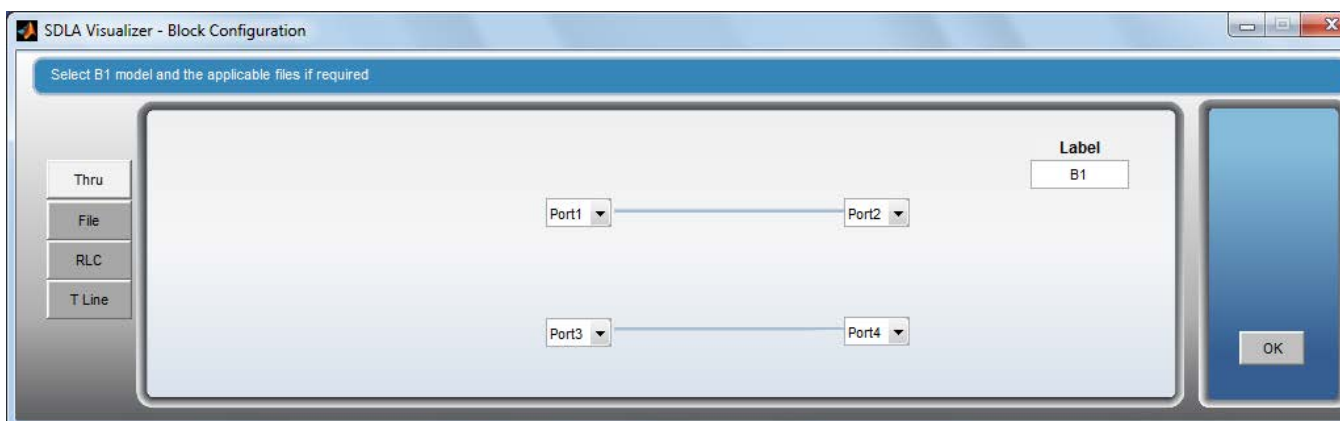 SDLA Visualizer - Block Configuration
Select B1 model and the applicable files if required
Label
B1
Thru
File
RLC
T Line
Port1 Port2
Port3 Port4
OK